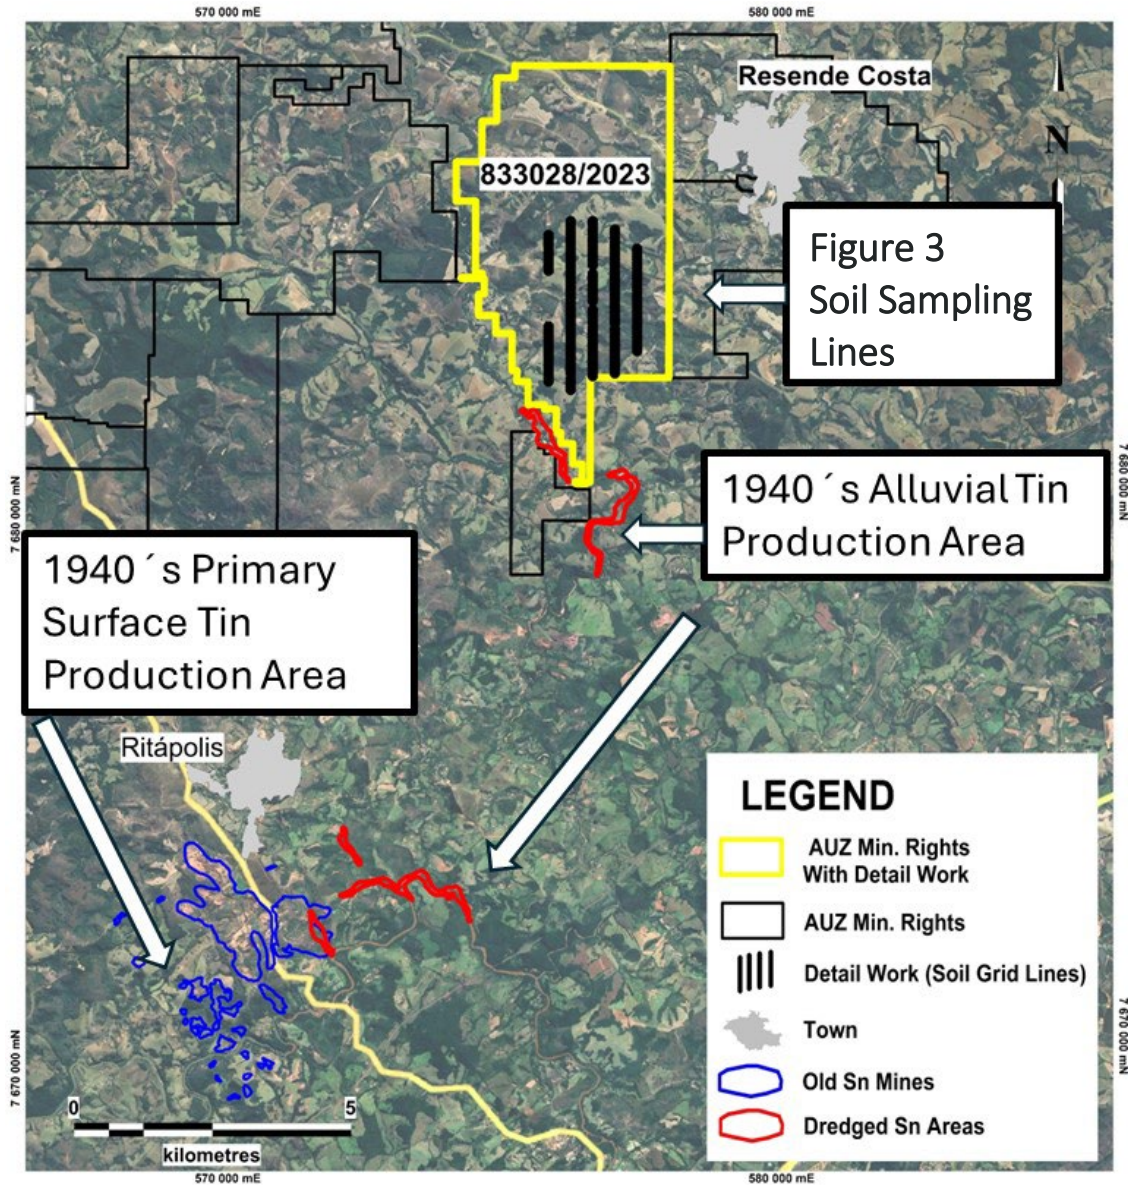 570 000 mE
580 000 mE
Resende Costa
N
833028/2023
Figure 3
Soil Sampling
Lines
7 680 000 mN
7 680 000 mN
1940 ´s Alluvial Tin
Production Area
1940 ´s Primary
Surface Tin
Production Area
Ritápolis
LEGEND
AUZ Min. Rights
With Detail Work
AUZ Min. Rights
Detail Work (Soil Grid Lines)
Town
Old Sn Mines
Dredged Sn Areas
7 670 000 mN
7 670 000 mN
0
5
kilometres
570 000 mE
580 000 mE